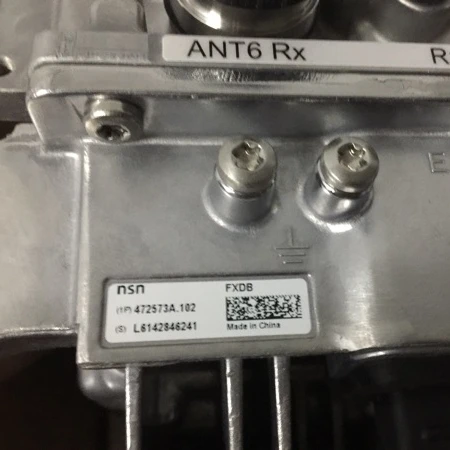 ANT6 Rx
R
E
nsn
FXDB
(1P) 472573A.102
(S) L6142846241
Made in China